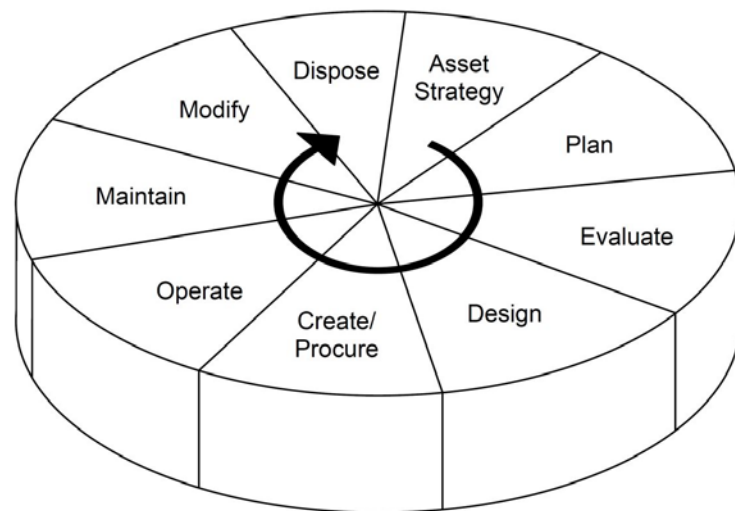 Asset
Strategy
Plan
Evaluate
Design
Create/
Procure
Operate
Maintain
Modify
Dispose